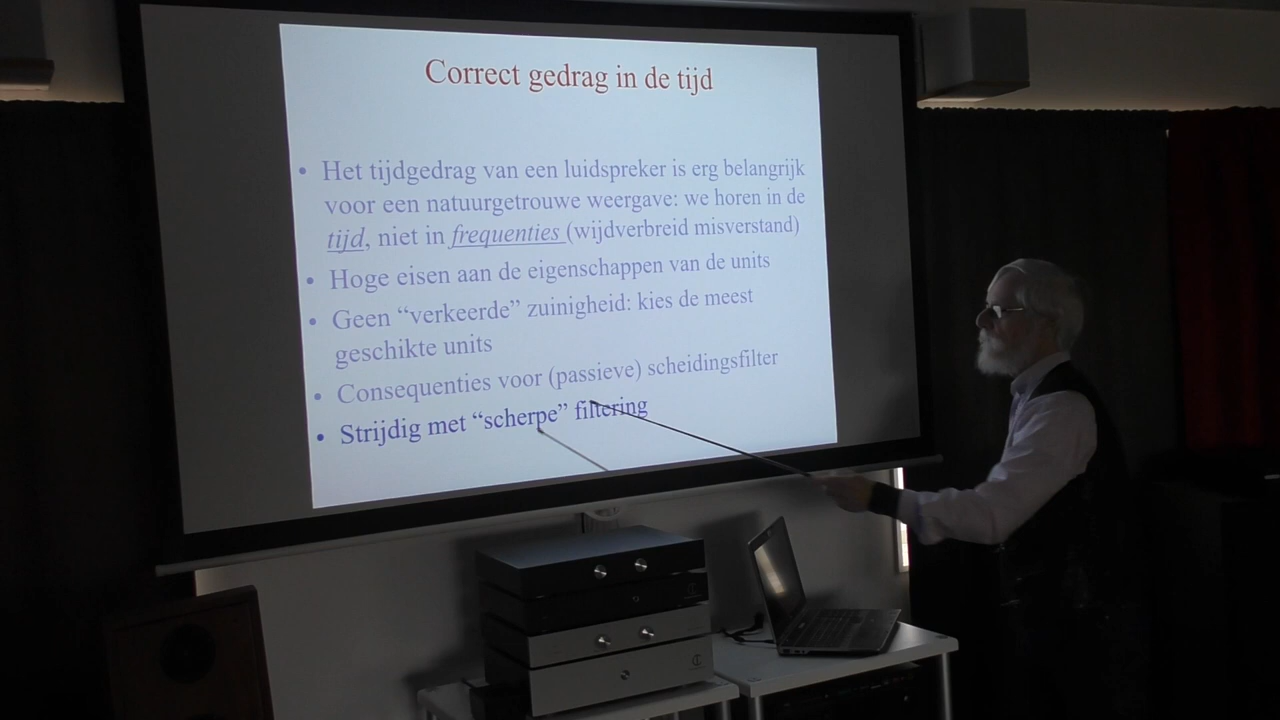 Correct gedrag in de tijd
• Het tijdgedrag van een luidspreker is erg belangrijk
voor een natuurgetrouwe weergave: we horen in de
tijd, niet in frequenties (wijdverbreid misverstand)
• Hoge eisen aan de eigenschappen van de units
• Geen “verkeerde” zuinigheid: kies de meest
geschikte units
• Consequenties voor (passieve) scheidingsfilter
• Strijdig met “scherpe” filtering